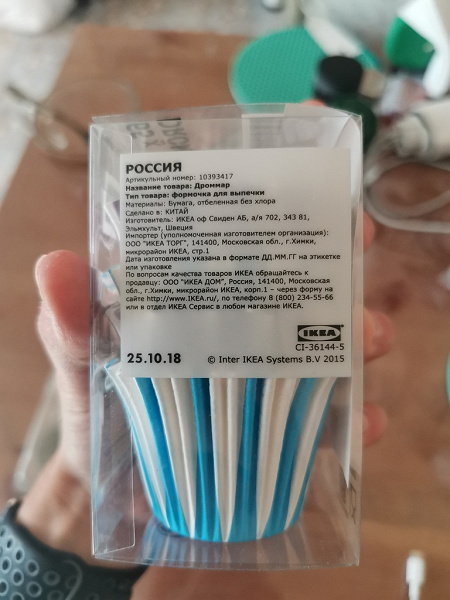 РОССИЯ
Артикульный номер: 10393417
Название товара: Дроммар
Тип товара: формочка для выпечки
Материалы: Бумага, отбеленная без хлора
Сделано в: КИТАЙ
Изготовитель: ИКЕА оф Свиден АБ, а/я 702, 343 81,
Эльмхульт, Швеция
Импортер (уполномоченная изготовителем организация):
ООО "ИКЕА ТОРГ", 141400, Московская обл., г.Химки,
микрорайон ИКЕА, стр.1
Дата изготовления указана в формате ДД.ММ.ГГ на этикетке
или упаковке
По вопросам качества товаров ИКЕА обращайтесь к
продавцу: ООО "ИКЕА ДОМ", Россия, 141400, Московская
обл., г.Химки, микрорайон ИКЕА, корп.1 – через форму на
сайте http://www.IKEA.ru/, по телефону 8 (800) 234-55-66
или в отдел ИКЕА Сервис в любом магазине ИКЕА.
IKEA
CI-36144-5
25.10.18 © Inter IKEA Systems B.V 2015